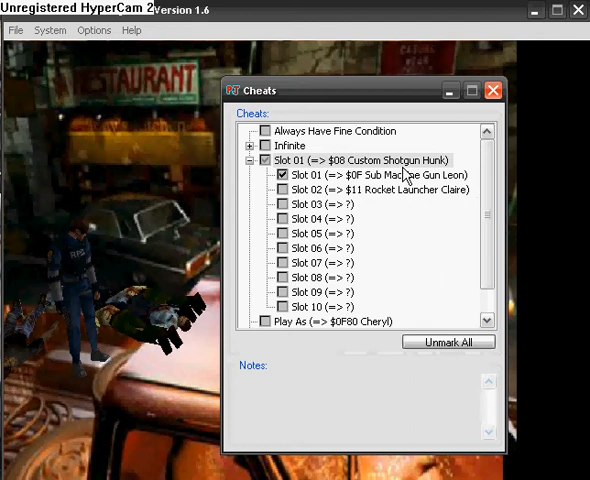 Unregistered HyperCam 2
Version 1.6
File System Options Help
RESTAURANT
Cheats
Cheats:
Always Have Fine Condition
Infinite
Slot 01 (=> $08 Custom Shotgun Hunk)
Slot 01 (=> $0F Sub Machine Gun Leon)
Slot 02 (=> $11 Rocket Launcher Claire)
Slot 03 (=> ?)
Slot 04 (=> ?)
Slot 05 (=> ?)
Slot 06 (=> ?)
Slot 07 (=> ?)
Slot 08 (=> ?)
Slot 09 (=> ?)
Slot 10 (=> ?)
Play As (=> $0F80 Cheryl)
Unmark All
Notes:
RPD